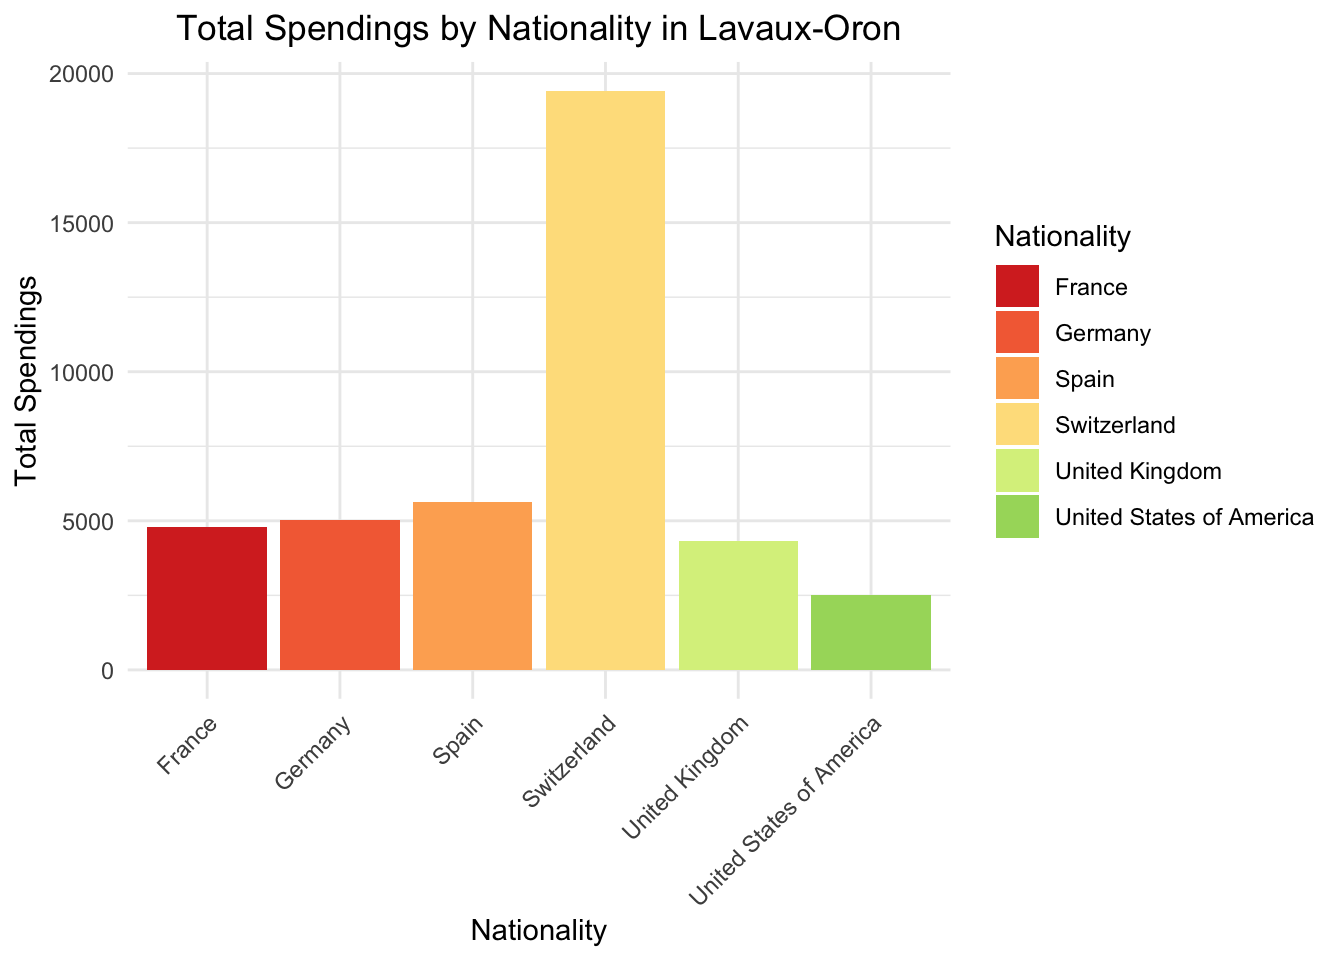 Total Spendings by Nationality in Lavaux-Oron
Total Spendings
20000
15000
10000
5000
0
France
Germany
Spain
Switzerland
United Kingdom
United States of America
Nationality
Nationality
France
Germany
Spain
Switzerland
United Kingdom
United States of America